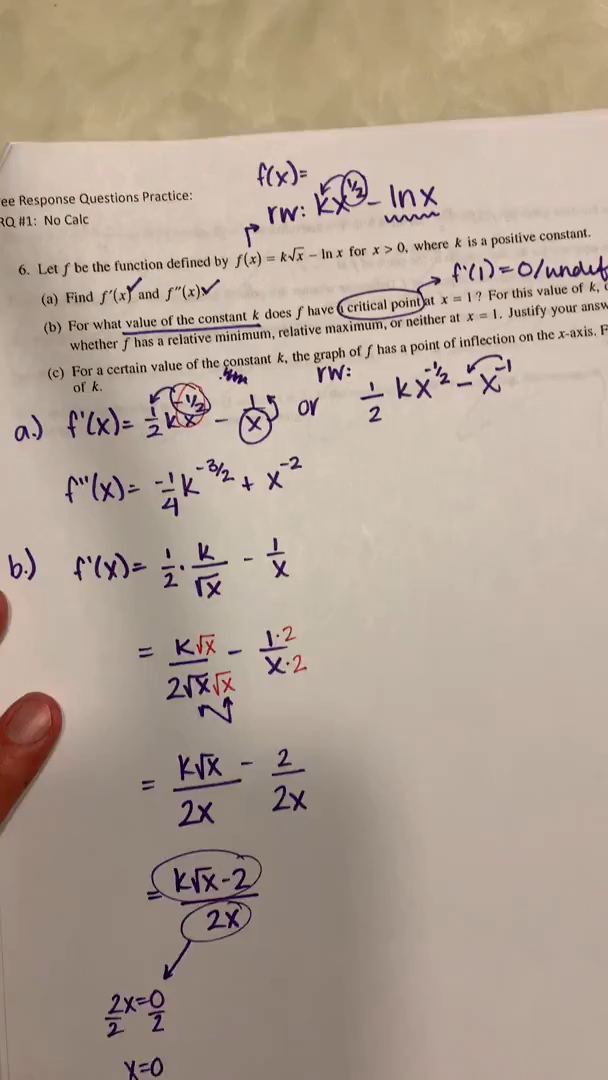 f(x)=
rw: kx^1/2 - ln x
ee Response Questions Practice:
RQ #1: No Calc
6. Let f be the function defined by f(x) = k√x − ln x for x > 0, where k is a positive constant.
f'(1)=0/undef
(a) Find f'(x) and f"(x)
(b) For what value of the constant k does f have a critical point at x = 1? For this value of k,
whether f has a relative minimum, relative maximum, or neither at x = 1. Justify your answ
(c) For a certain value of the constant k, the graph of f has a point of inflection on the x-axis. F
of k.
rw:
a.) f'(x)= 1/2 kx^1/2 - 1/x or 1/2 kx^-1/2 - x^-1
f"(x)= -1/4 k^-3/2 + x^-2
b.) f'(x)= 1/2 · k/√x - 1/x
= k√x/2√x√x - 1·2/x·2
= k√x/2x - 2/2x
= k√x-2/2x
2x/2=0/2
x=0